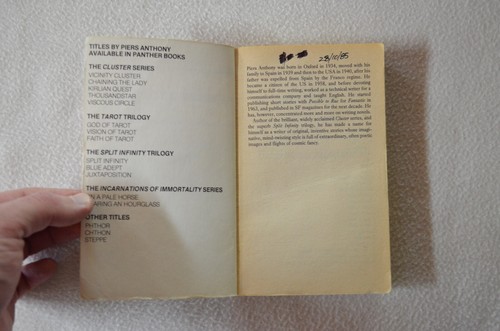 TITLES BY PIERS ANTHONY
AVAILABLE IN PANTHER BOOKS
THE CLUSTER SERIES
VICINITY CLUSTER
CHAINING THE LADY
KIRLIAN QUEST
THOUSANDSTAR
VISCOUS CIRCLE
THE TAROT TRILOGY
GOD OF TAROT
VISION OF TAROT
FAITH OF TAROT
THE SPLIT INFINITY TRILOGY
SPLIT INFINITY
BLUE ADEPT
JUXTAPOSITION
THE INCARNATIONS OF IMMORTALITY SERIES
A PALE HORSE
AN HOURGLASS
OTHER TITLES
PHTHOR
CHTHON
STEPPE
28/10/85
Piers Anthony was born in Oxford in 1934, moved with his
family to Spain in 1939 and then to the USA in 1940, after his
father was expelled from Spain by the Franco regime. He
became a citizen of the US in 1958, and before devoting
himself to full-time writing, worked as a technical writer for a
communications company and taught English. He started
publishing short stories with Possible to Rue for Fantastic in
1963, and published in SF magazines for the next decade. He
has, however, concentrated more and more on writing novels.
Author of the brilliant, widely acclaimed Cluster series, and
the superb Split Infinity trilogy, he has made a name for
himself as a writer of original, inventive stories whose imagi-
native, mind-twisting style is full of extraordinary, often poetic
images and flights of cosmic fancy.